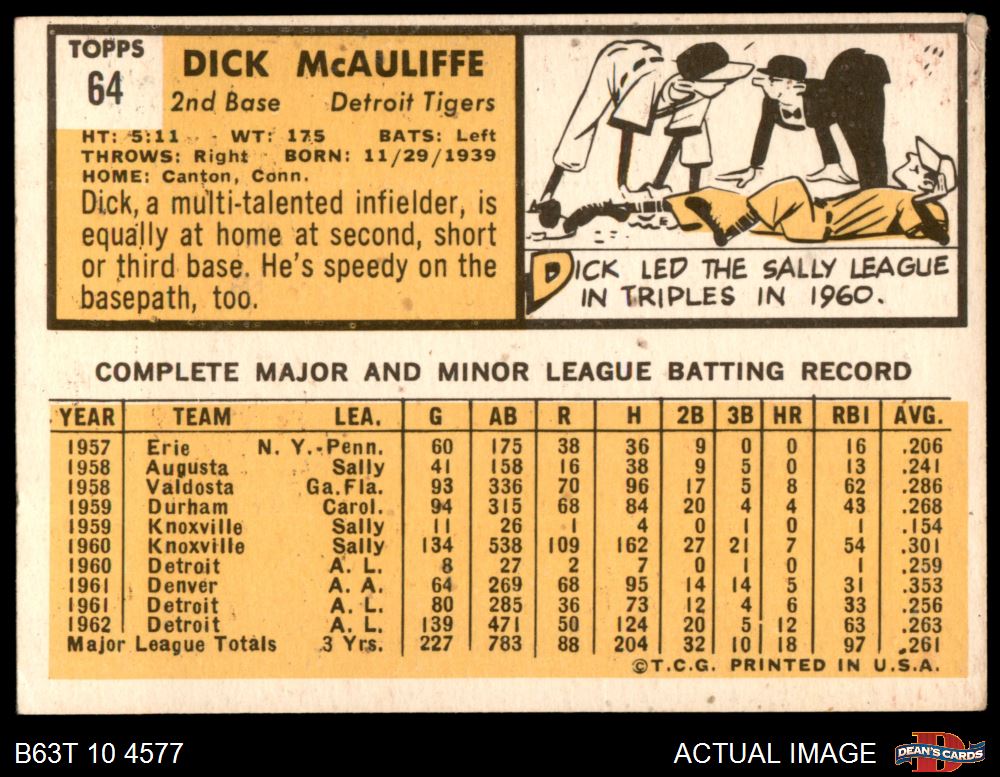 TOPPS
64
DICK McAULIFFE
2nd Base Detroit Tigers
HT: 5:11 WT: 175 BATS: Left
THROWS: Right BORN: 11/29/1939
HOME: Canton, Conn.
Dick, a multi-talented infielder, is
equally at home at second, short
or third base. He's speedy on the
basepath, too.
DICK LED THE SALLY LEAGUE
IN TRIPLES IN 1960.
COMPLETE MAJOR AND MINOR LEAGUE BATTING RECORD
YEAR TEAM LEA. G AB R H 2B 3B HR RBI AVG.
1957 Erie N. Y.-Penn. 60 175 38 36 9 0 0 16 .206
1958 Augusta Sally 41 158 16 38 9 5 0 13 .241
1958 Valdosta Ga.Fla. 93 336 70 96 17 5 8 62 .286
1959 Durham Carol. 94 315 68 84 20 4 4 43 .268
1959 Knoxville Sally 11 26 1 4 0 1 0 1 .154
1960 Knoxville Sally 134 538 109 162 27 21 7 54 .301
1960 Detroit A. L. 8 27 2 7 0 1 0 1 .259
1961 Denver A. A. 64 269 68 95 14 14 5 31 .353
1961 Detroit A. L. 80 285 36 73 12 4 6 33 .256
1962 Detroit A. L. 139 471 50 124 20 5 12 63 .263
Major League Totals 3 Yrs. 227 783 88 204 32 10 18 97 .261
©T.C.G. PRINTED IN U.S.A.
B63T 10 4577
ACTUAL IMAGE
DEAN'S CARDS